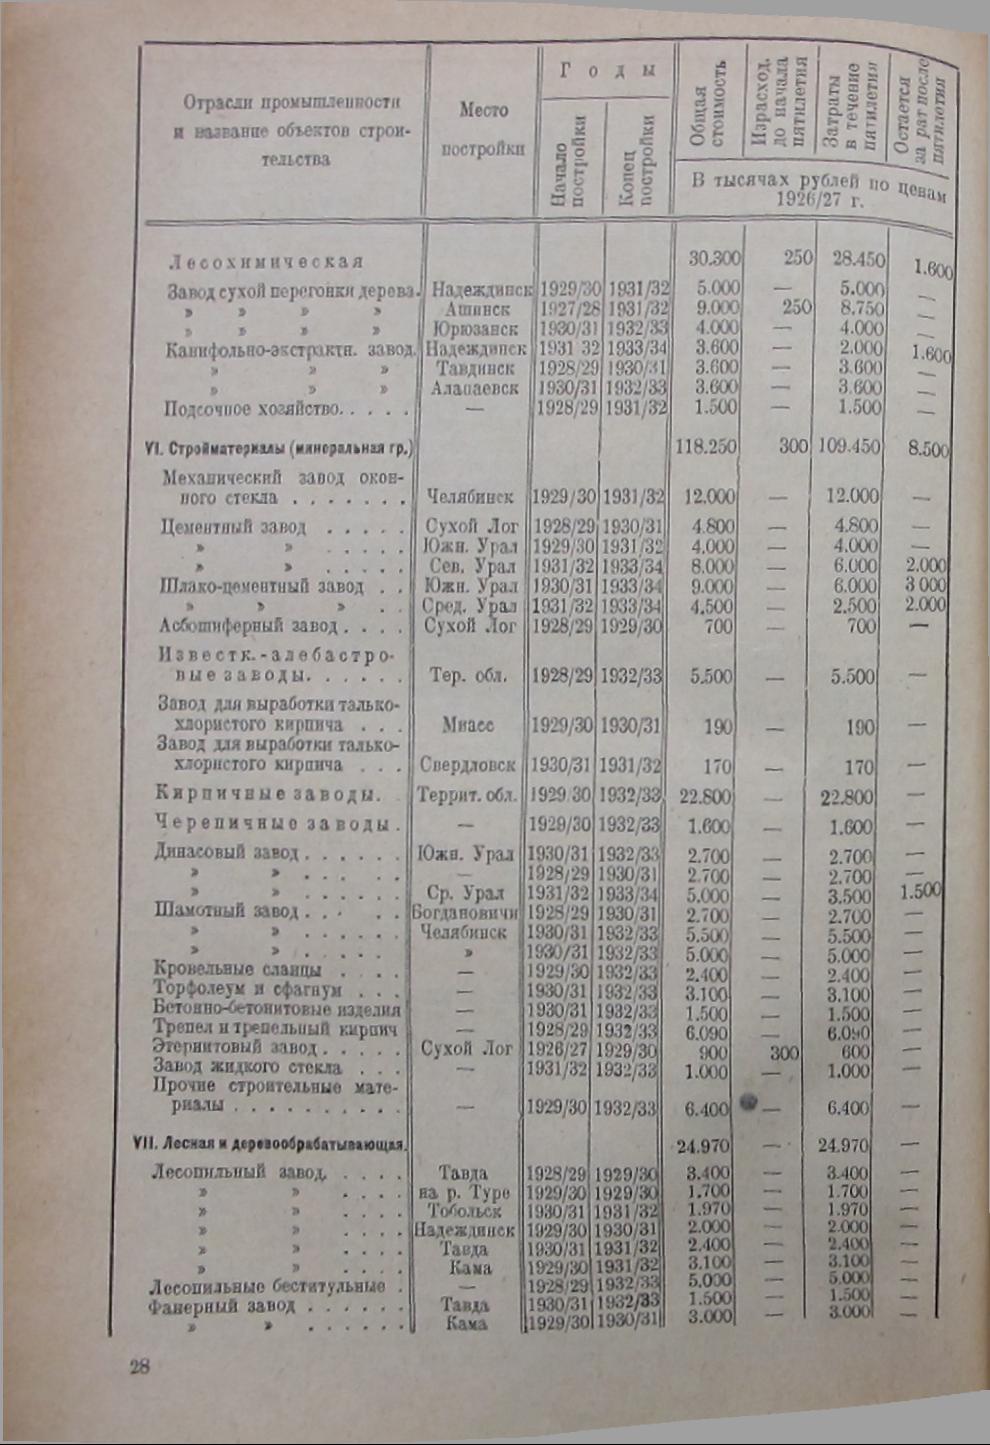 Отрасли промышленности и название объектов строительства | Место постройки | Годы: Начало постройки | Конец постройки | Общая стоимость | Израсход. до начала пятилетия | Затраты в течение пятилетия | Остается за рат после пятилетия
В тысячах рублей по ценам 1926/27 г.
Лесохимическая 30.300 250 28.450 1.600
Завод сухой перегонки дерева. Надеждинск 1929/30 1931/32 5.000 — 5.000 —
» » » » Ашинск 1927/28 1931/32 9.000 250 8.750 —
» » » » Юрюзанск 1930/31 1932/33 4.000 — 4.000 —
Канифольно-экстрактн. завод. Надеждинск 1931 32 1933/34 3.600 — 2.000 1.600
» » » Тавдинск 1928/29 1930/31 3.600 — 3.600 —
» » » Алапаевск 1930/31 1932/33 3.600 — 3.600 —
Подсочное хозяйство..... — 1928/29 1931/32 1.500 — 1.500 —
VI. Стройматериалы (минеральная гр.) 118.250 300 109.450 8.500
Механический завод окон-
ного стекла ....... Челябинск 1929/30 1931/32 12.000 — 12.000 —
Цементный завод ..... Сухой Лог 1928/29 1930/31 4.800 — 4.800 —
» » ..... Южн. Урал 1929/30 1931/32 4.000 — 4.000 —
» » ..... Сев. Урал 1931/32 1933/34 8.000 — 6.000 2.000
Шлако-цементный завод .. Южн. Урал 1930/31 1933/34 9.000 — 6.000 3 000
» » » .. Сред. Урал 1931/32 1933/34 4,500 — 2.500 2.000
Асбошиферный завод.... Сухой Лог 1928/29 1929/30 700 — 700 —
Известк.-алебастро-
вые заводы...... Тер. обл. 1928/29 1932/33 5.500 — 5.500 —
Завод для выработки талько-
хлористого кирпича ... Миасс 1929/30 1930/31 190 — 190 —
Завод для выработки талько-
хлористого кирпича ... Свердловск 1930/31 1931/32 170 — 170 —
Кирпичные заводы. Террит. обл. 1929 30 1932/33 22.800 — 22.800 —
Черепичные заводы. — 1929/30 1932/33 1.600 — 1.600 —
Динасовый завод...... Южн. Урал 1930/31 1932/33 2.700 — 2.700 —
» » ..... — 1928/29 1930/31 2.700 — 2.700 —
» » ...... Ср. Урал 1931/32 1933/34 5.000 — 3.500 1.500
Шамотный завод..... Богдановичи 1928/29 1930/31 2.700 — 2.700 —
» » ...... Челябинск 1930/31 1932/33 5.500 — 5.500 —
» » ..... » 1930/31 1932/33 5.000 — 5.000 —
Кровельные сланцы ... — 1929/30 1932/33 2.400 — 2.400 —
Торфолеум и сфагнум ... — 1930/31 1932/33 3.100 — 3.100 —
Бетонно-бетонитовые изделия — 1930/31 1932/33 1.500 — 1.500 —
Трепел и трепельный кирпич — 1928/29 1932/33 6.090 — 6.090 —
Этернитовый завод..... Сухой Лог 1926/27 1929/30 900 300 600 —
Завод жидкого стекла ... — 1931/32 1932/33 1.000 — 1.000 —
Прочие строительные мате-
риалы .......... — 1929/30 1932/33 6.400 — 6.400 —
VII. Лесная и деревообрабатывающая. 24.970 — 24.970 —
Лесопильный завод..... Тавда 1928/29 1929/30 3.400 — 3.400 —
» » .... на р. Туре 1929/30 1929/30 1.700 — 1.700 —
» » .... Тобольск 1930/31 1931/32 1.970 — 1.970 —
» » .... Надеждинск 1929/30 1930/31 2.000 — 2.000 —
» » .... Тавда 1930/31 1931/32 2.400 — 2.400 —
» » .... Кама 1929/30 1931/32 3.100 — 3.100 —
Лесопильные беститульные . — 1928/29 1932/33 5.000 — 5.000 —
Фанерный завод ...... Тавда 1930/31 1932/33 1.500 — 1.500 —
» » ...... Кама 1929/30 1930/31 3.000 — 3.000 —
28